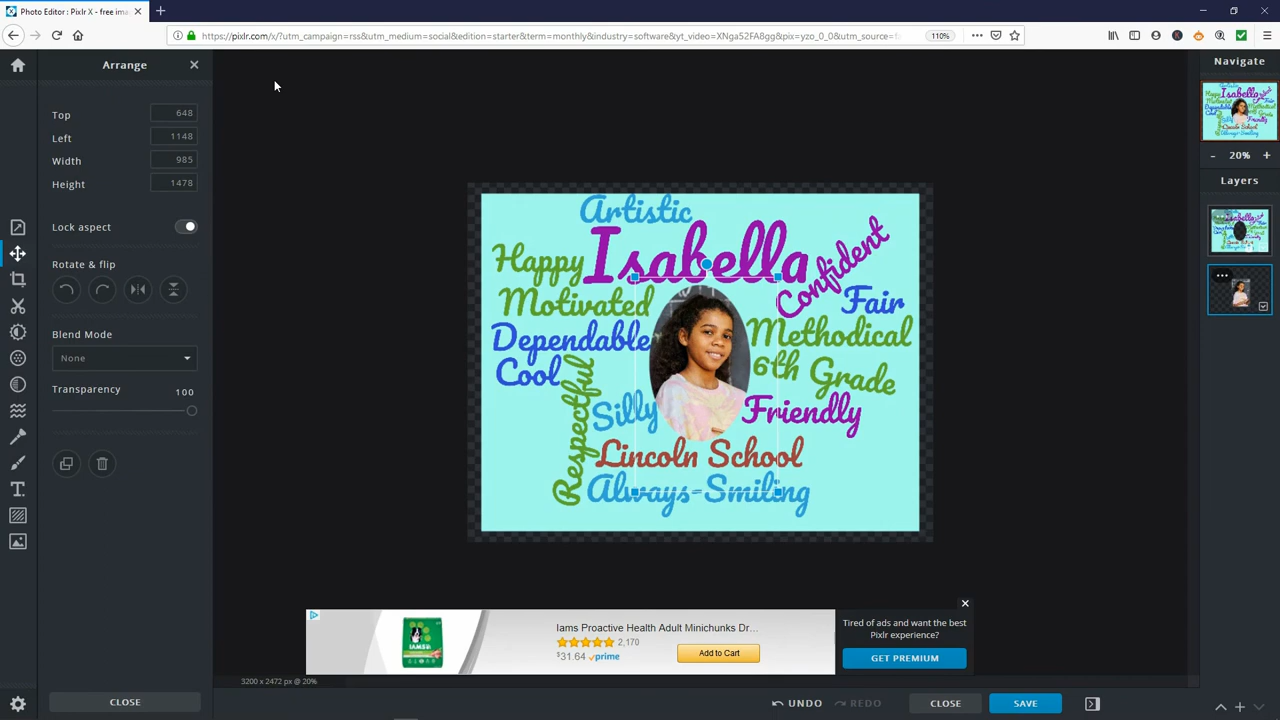 Photo Editor : Pixlr X - free ima
https://pixlr.com/x/?utm_campaign=rss&utm_medium=social&edition=starter&term=monthly&industry=software&yt_video=XNga52FA8gg&pix=yzo_0_0&utm_source=
110%
Arrange
Navigate
Top 648
Left 1148
Width 985
Height 1478
20%
Layers
Lock aspect
Rotate & flip
Blend Mode
None
Transparency 100
Artistic
Isabella
Happy
Confident
Motivated
Fair
Dependable
Methodical
Cool
6th Grade
Respectful
Silly
Friendly
Lincoln School
Always-Smiling
Iams Proactive Health Adult Minichunks Dr...
2,170
$31.64 prime
Add to Cart
Tired of ads and want the best
Pixlr experience?
GET PREMIUM
3200 x 2472 px @ 20%
CLOSE
UNDO
REDO
CLOSE
SAVE